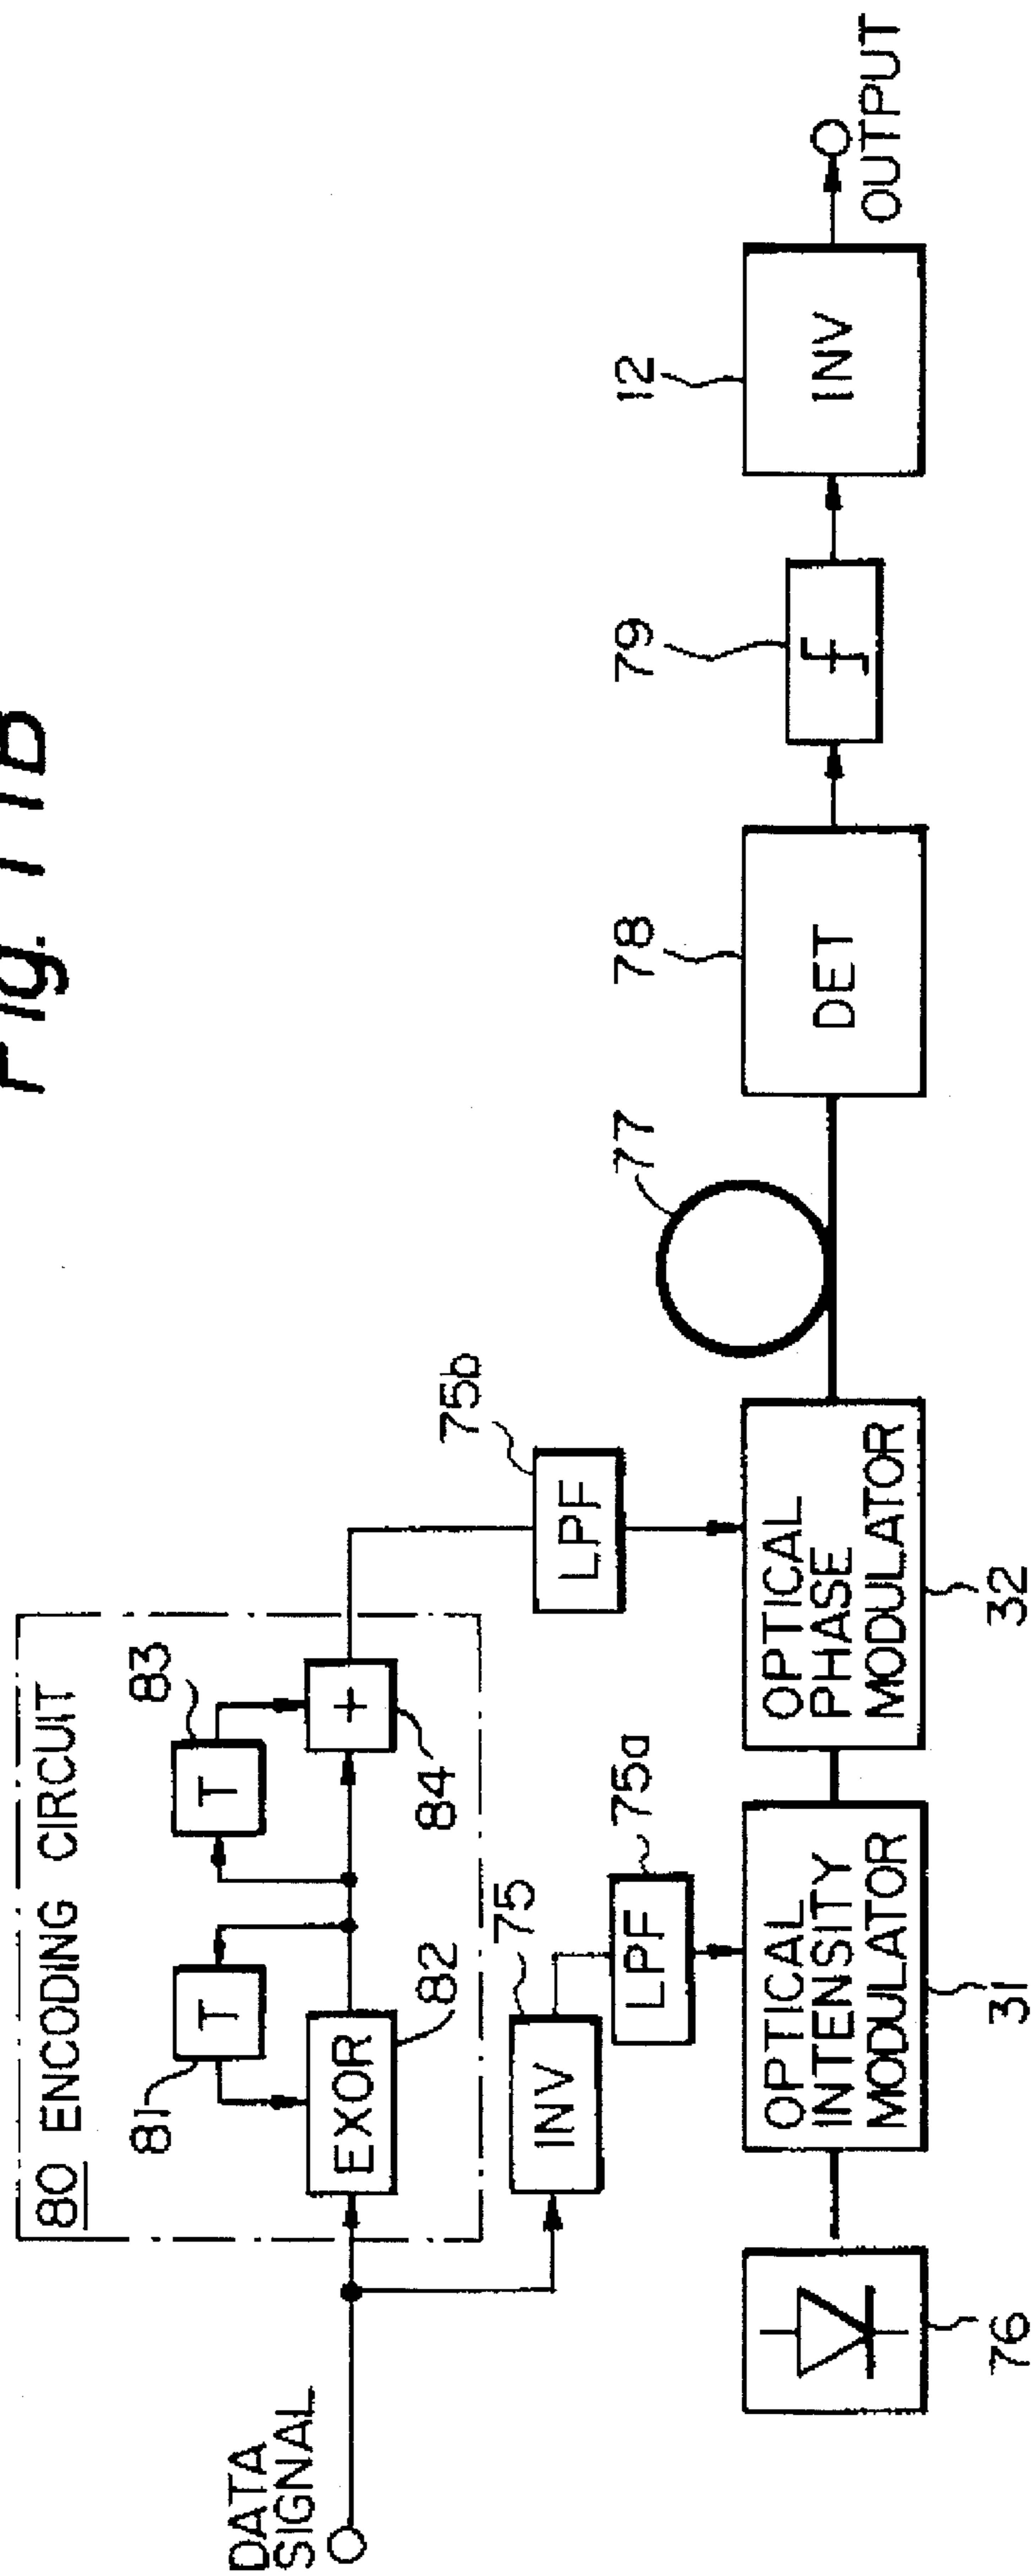 Fig. 11B
80 ENCODING CIRCUIT
81
T
83
T
DATA
SIGNAL
EXOR
82
+
84
75
INV
75a
LPF
75b
LPF
76
OPTICAL
INTENSITY
MODULATOR
31
OPTICAL
PHASE
MODULATOR
32
77
78
DET
79
12
INV
OUTPUT